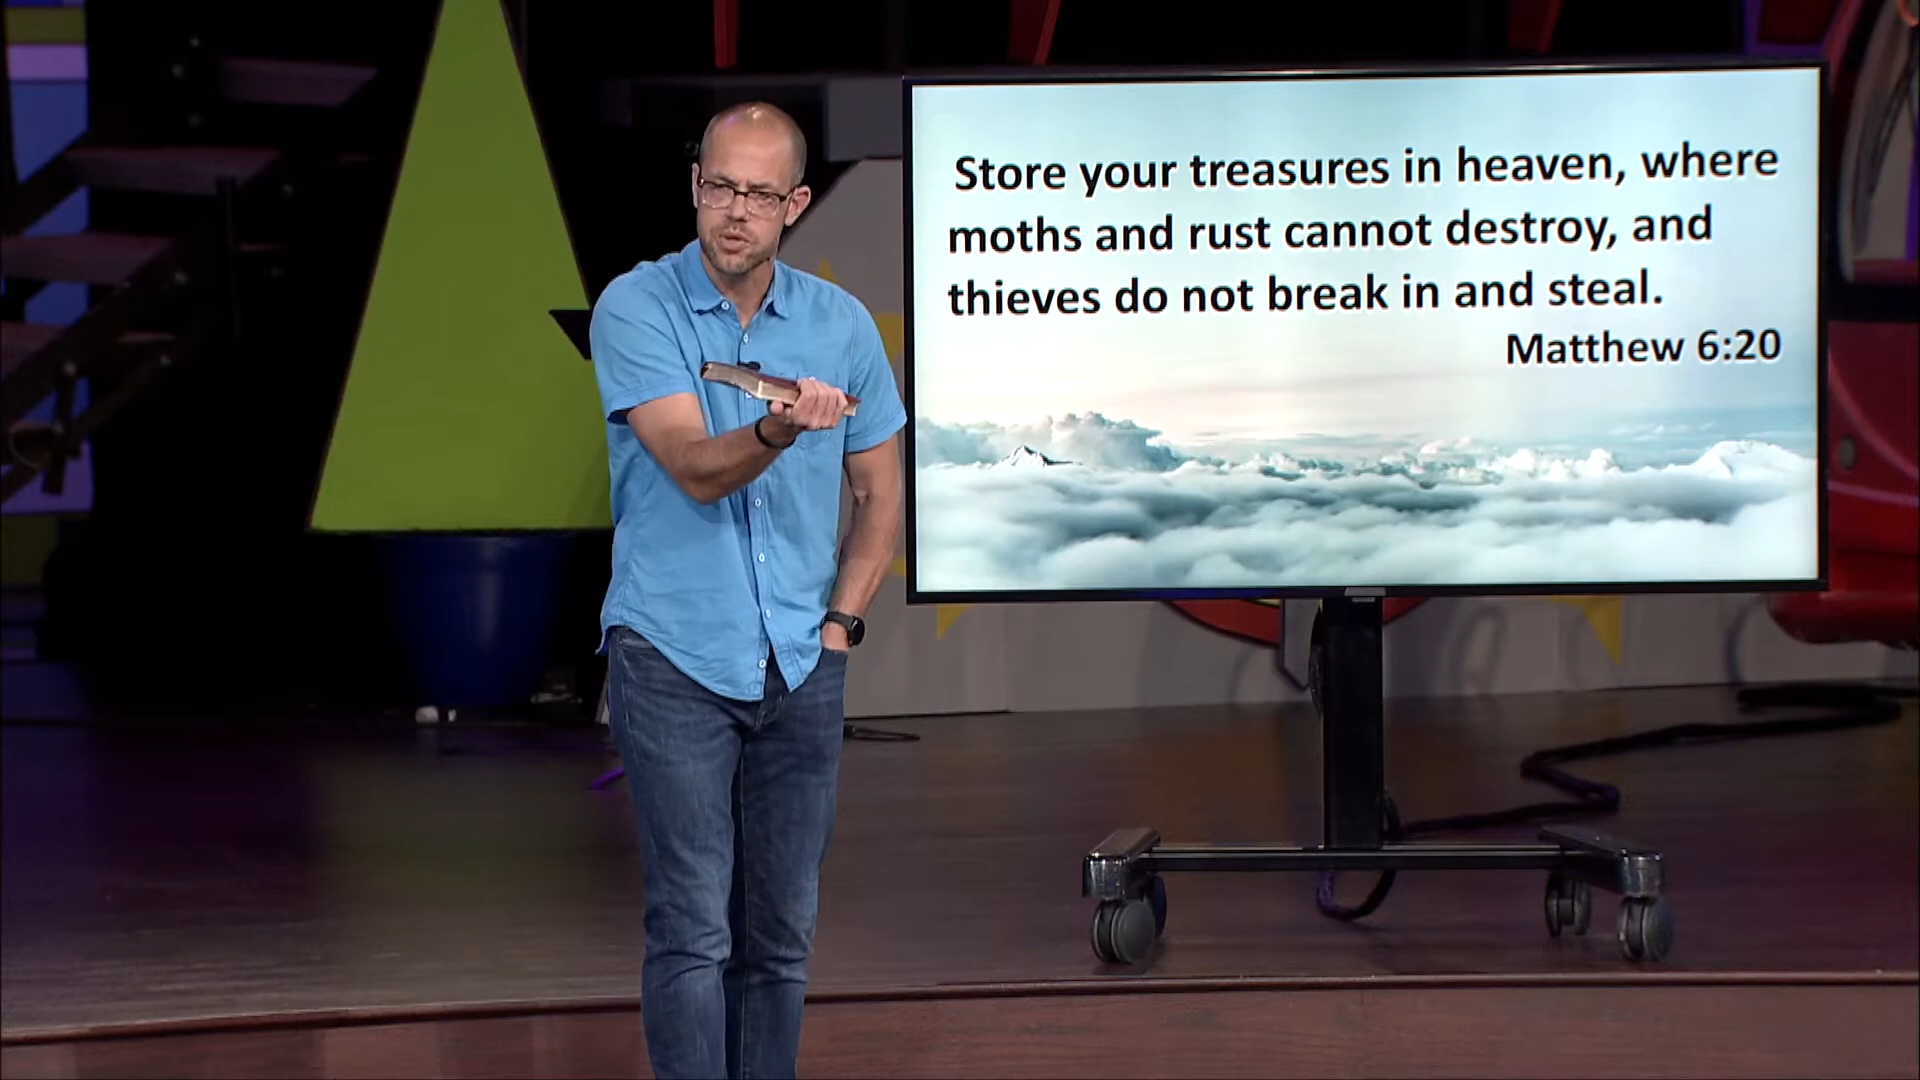 Store your treasures in heaven, where
moths and rust cannot destroy, and
thieves do not break in and steal.
Matthew 6:20